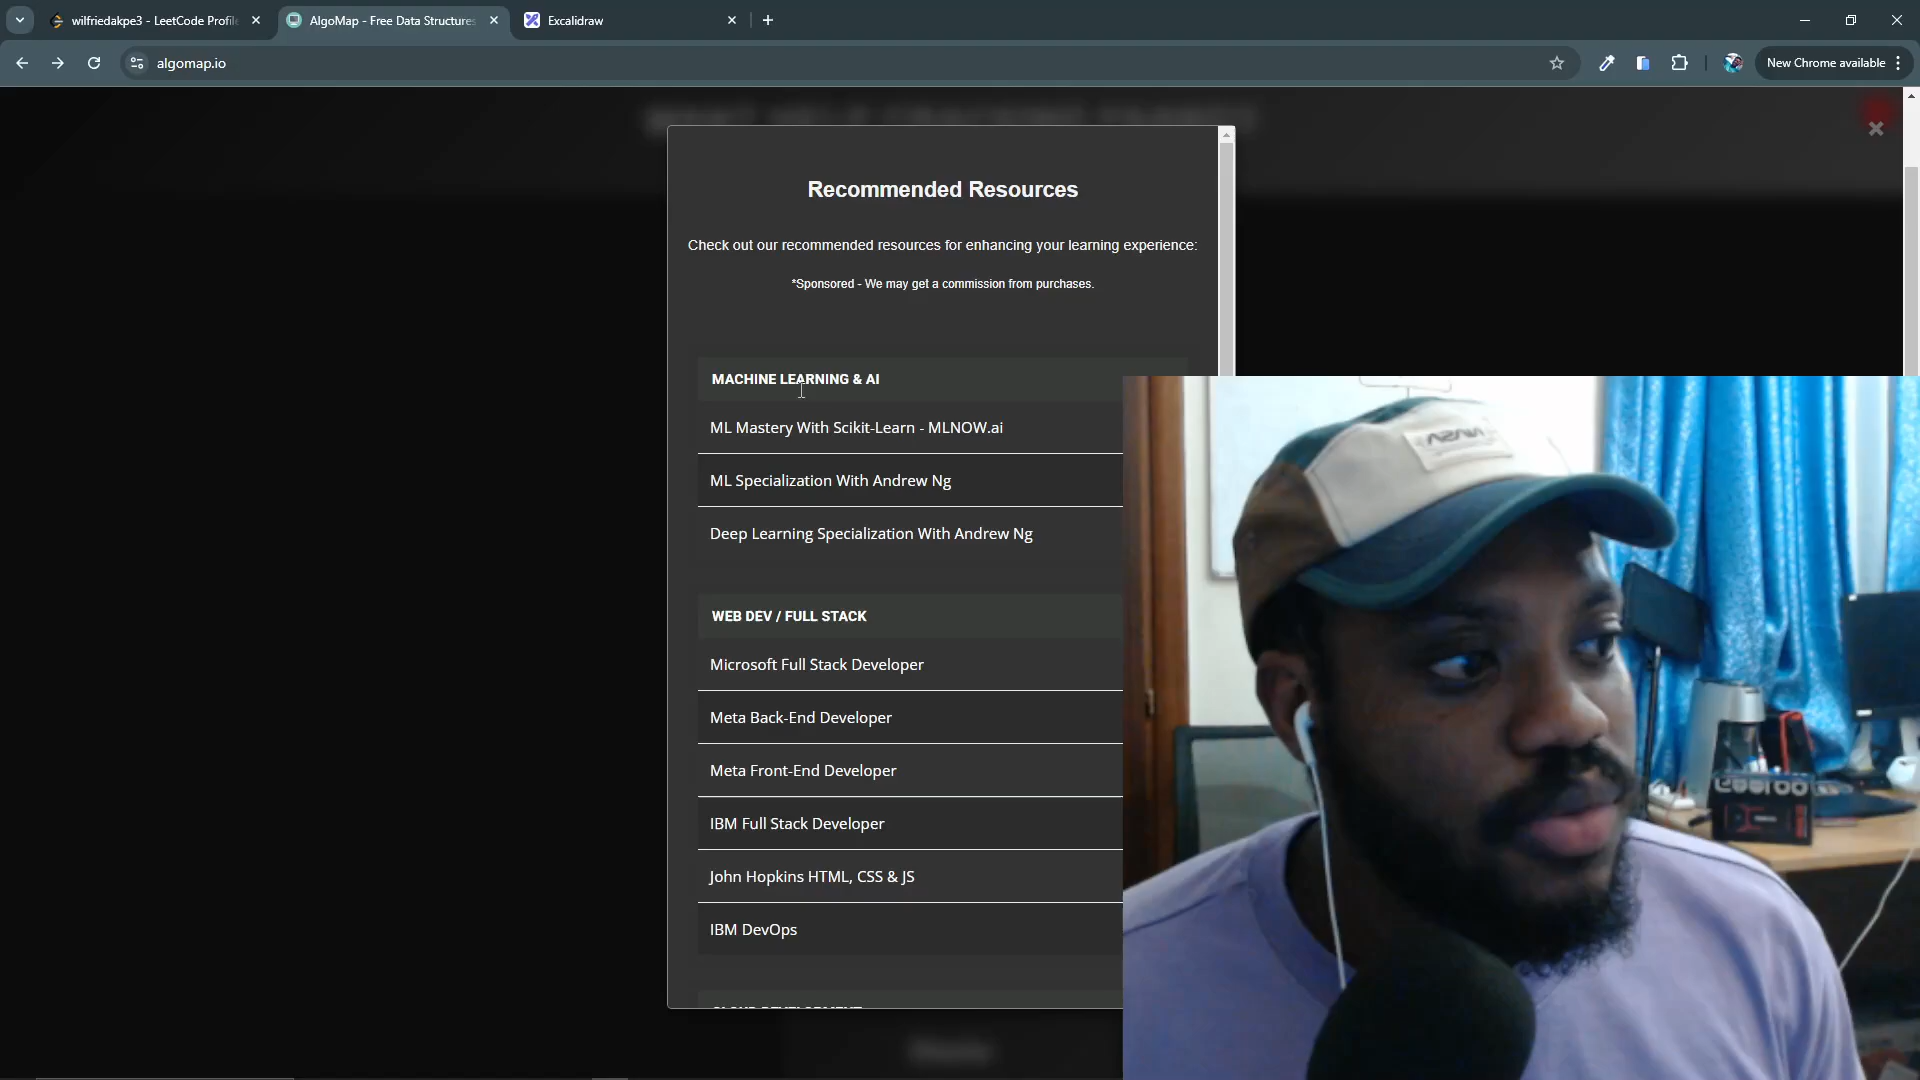 wilfriedakpe3 - LeetCode Profile
AlgoMap - Free Data Structures
Excalidraw
algomap.io
New Chrome available
Recommended Resources
Check out our recommended resources for enhancing your learning experience:
*Sponsored - We may get a commission from purchases.
MACHINE LEARNING & AI
ML Mastery With Scikit-Learn - MLNOW.ai
ML Specialization With Andrew Ng
Deep Learning Specialization With Andrew Ng
WEB DEV / FULL STACK
Microsoft Full Stack Developer
Meta Back-End Developer
Meta Front-End Developer
IBM Full Stack Developer
John Hopkins HTML, CSS & JS
IBM DevOps